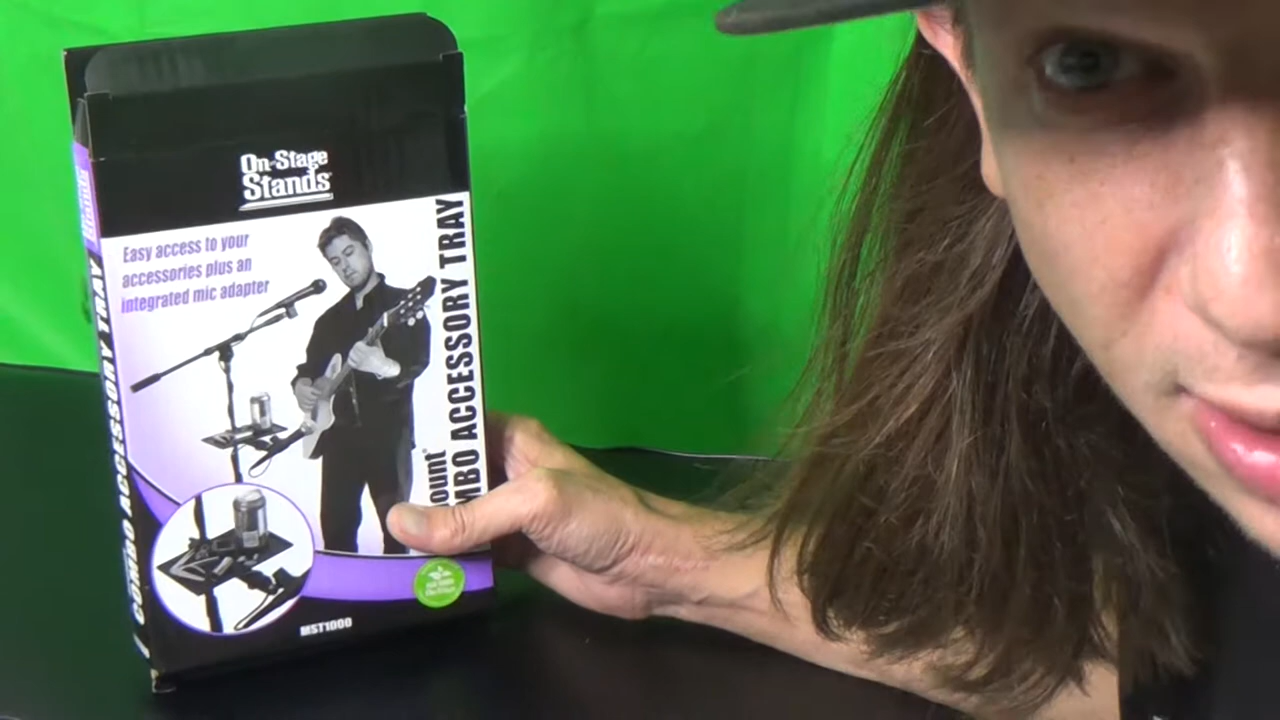 On-Stage
Stands
Easy access to your
accessories plus an
integrated mic adapter
COMBO ACCESSORY TRAY
MBO ACCESSORY TRAY
ount
MST1000